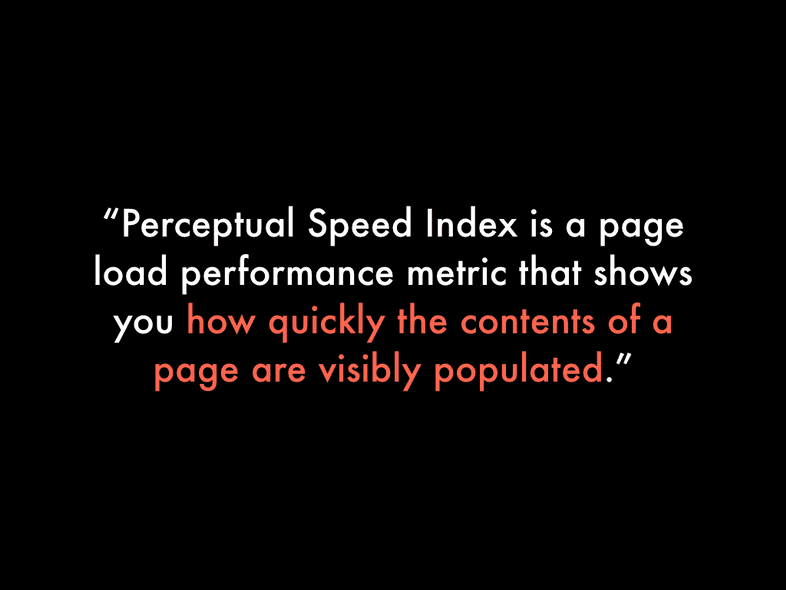 “Perceptual Speed Index is a page
load performance metric that shows
you how quickly the contents of a
page are visibly populated.”